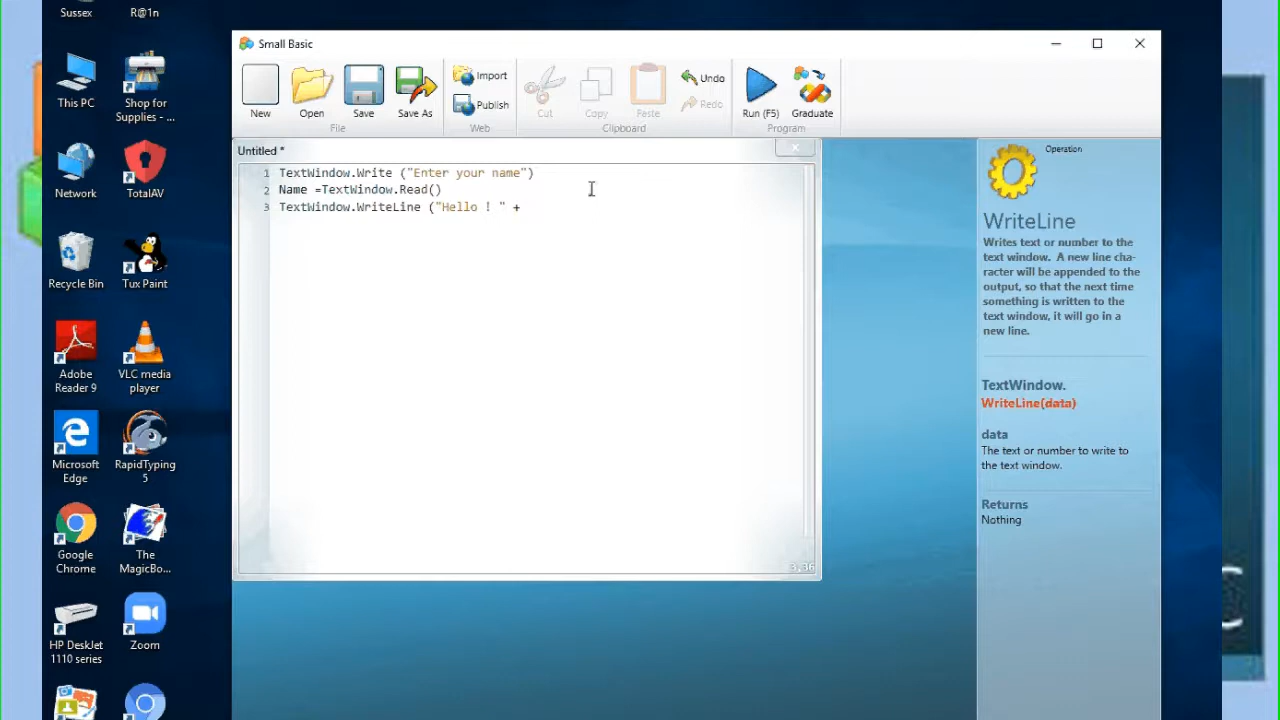 Sussex
R@1n
This PC
Shop for
Supplies - ...
Network
TotalAV
Recycle Bin
Tux Paint
Adobe
Reader 9
VLC media
player
Microsoft
Edge
RapidTyping
5
Google
Chrome
The
MagicBo...
HP DeskJet
1110 series
Zoom
Small Basic
New
Open
Save
Save As
File
Import
Publish
Web
Cut
Copy
Paste
Undo
Redo
Clipboard
Run (F5)
Graduate
Program
Untitled *
1 TextWindow.Write ("Enter your name")
2 Name =TextWindow.Read()
3 TextWindow.WriteLine ("Hello ! " +
3,36
Operation
WriteLine
Writes text or number to the
text window. A new line cha-
racter will be appended to the
output, so that the next time
something is written to the
text window, it will go in a
new line.
TextWindow.
WriteLine(data)
data
The text or number to write to
the text window.
Returns
Nothing